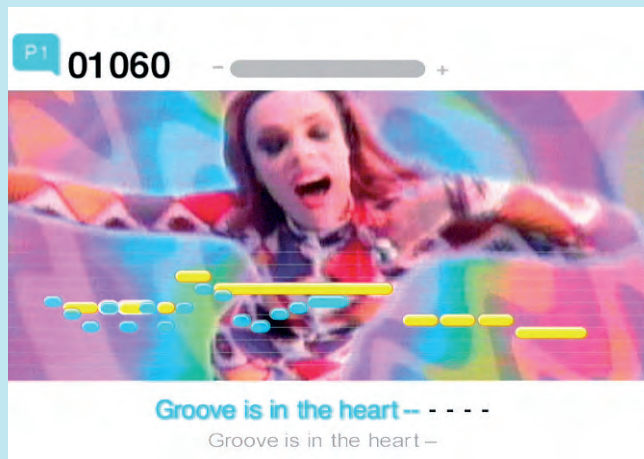 P1
01060
- +
Groove is in the heart -- - - - -
Groove is in the heart –